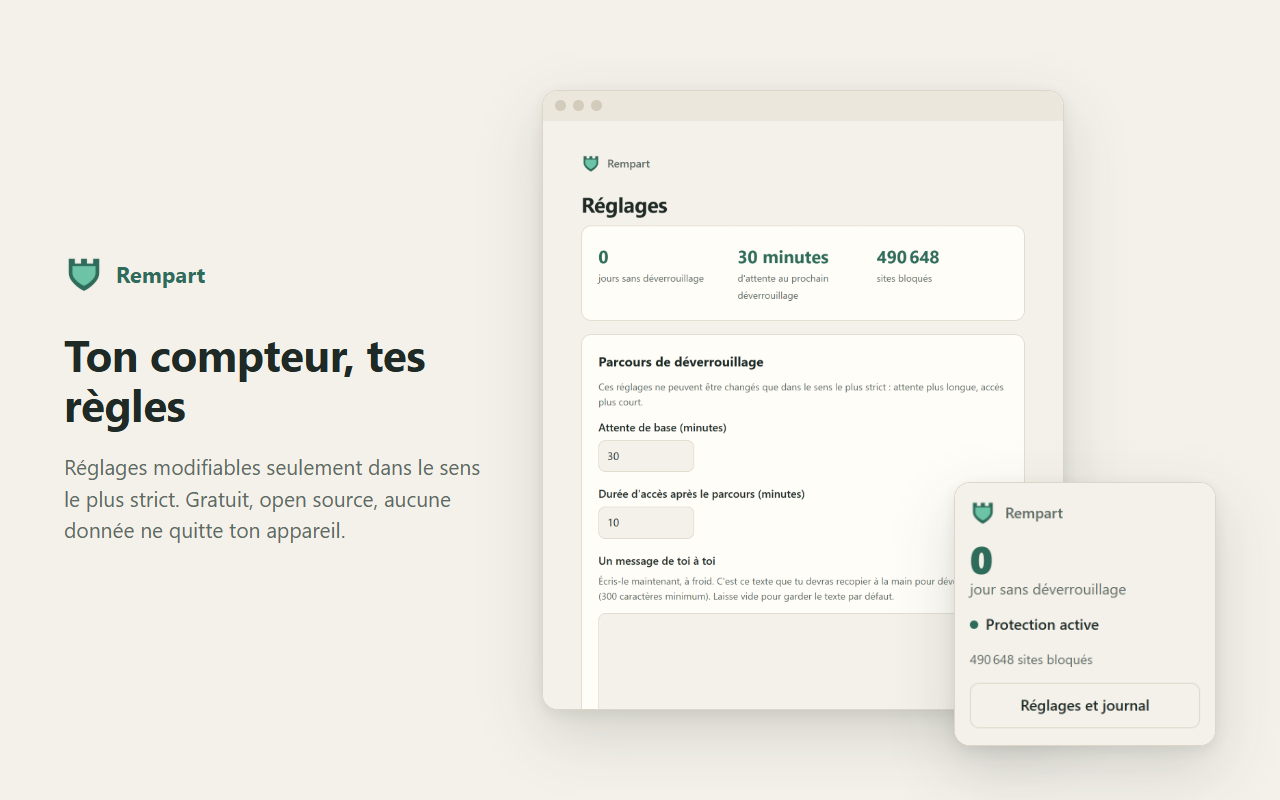 Rempart
Ton compteur, tes
règles
Réglages modifiables seulement dans le sens
le plus strict. Gratuit, open source, aucune
donnée ne quitte ton appareil.
Rempart
Réglages
0
jours sans déverrouillage
30 minutes
d'attente au prochain
déverrouillage
490 648
sites bloqués
Parcours de déverrouillage
Ces réglages ne peuvent être changés que dans le sens le plus strict : attente plus longue, accès
plus court.
Attente de base (minutes)
30
Durée d'accès après le parcours (minutes)
10
Un message de toi à toi
Écris-le maintenant, à froid. C'est ce texte que tu devras recopier à la main pour
(300 caractères minimum). Laisse vide pour garder le texte par défaut.
Rempart
0
jour sans déverrouillage
Protection active
490 648 sites bloqués
Réglages et journal